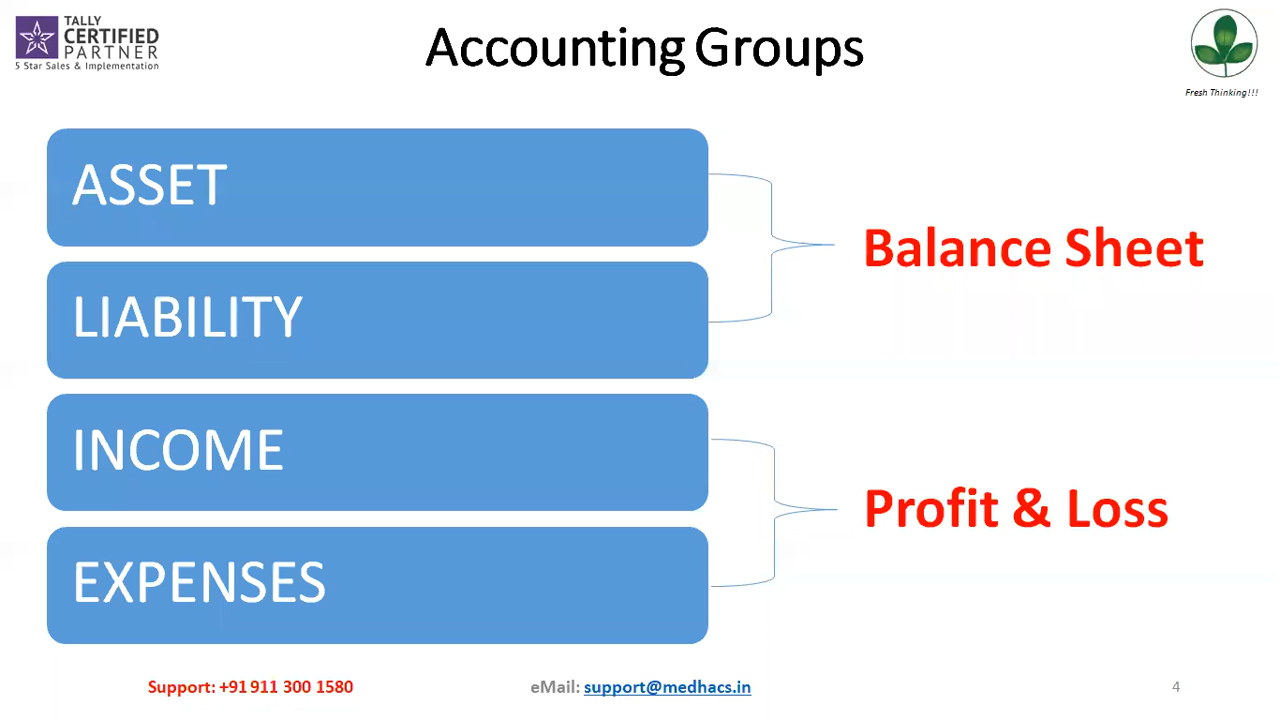 TALLY
CERTIFIED
PARTNER
5 Star Sales & Implementation
Accounting Groups
Fresh Thinking!!!
ASSET
LIABILITY
Balance Sheet
INCOME
EXPENSES
Profit & Loss
Support: +91 911 300 1580
eMail: support@medhacs.in
4